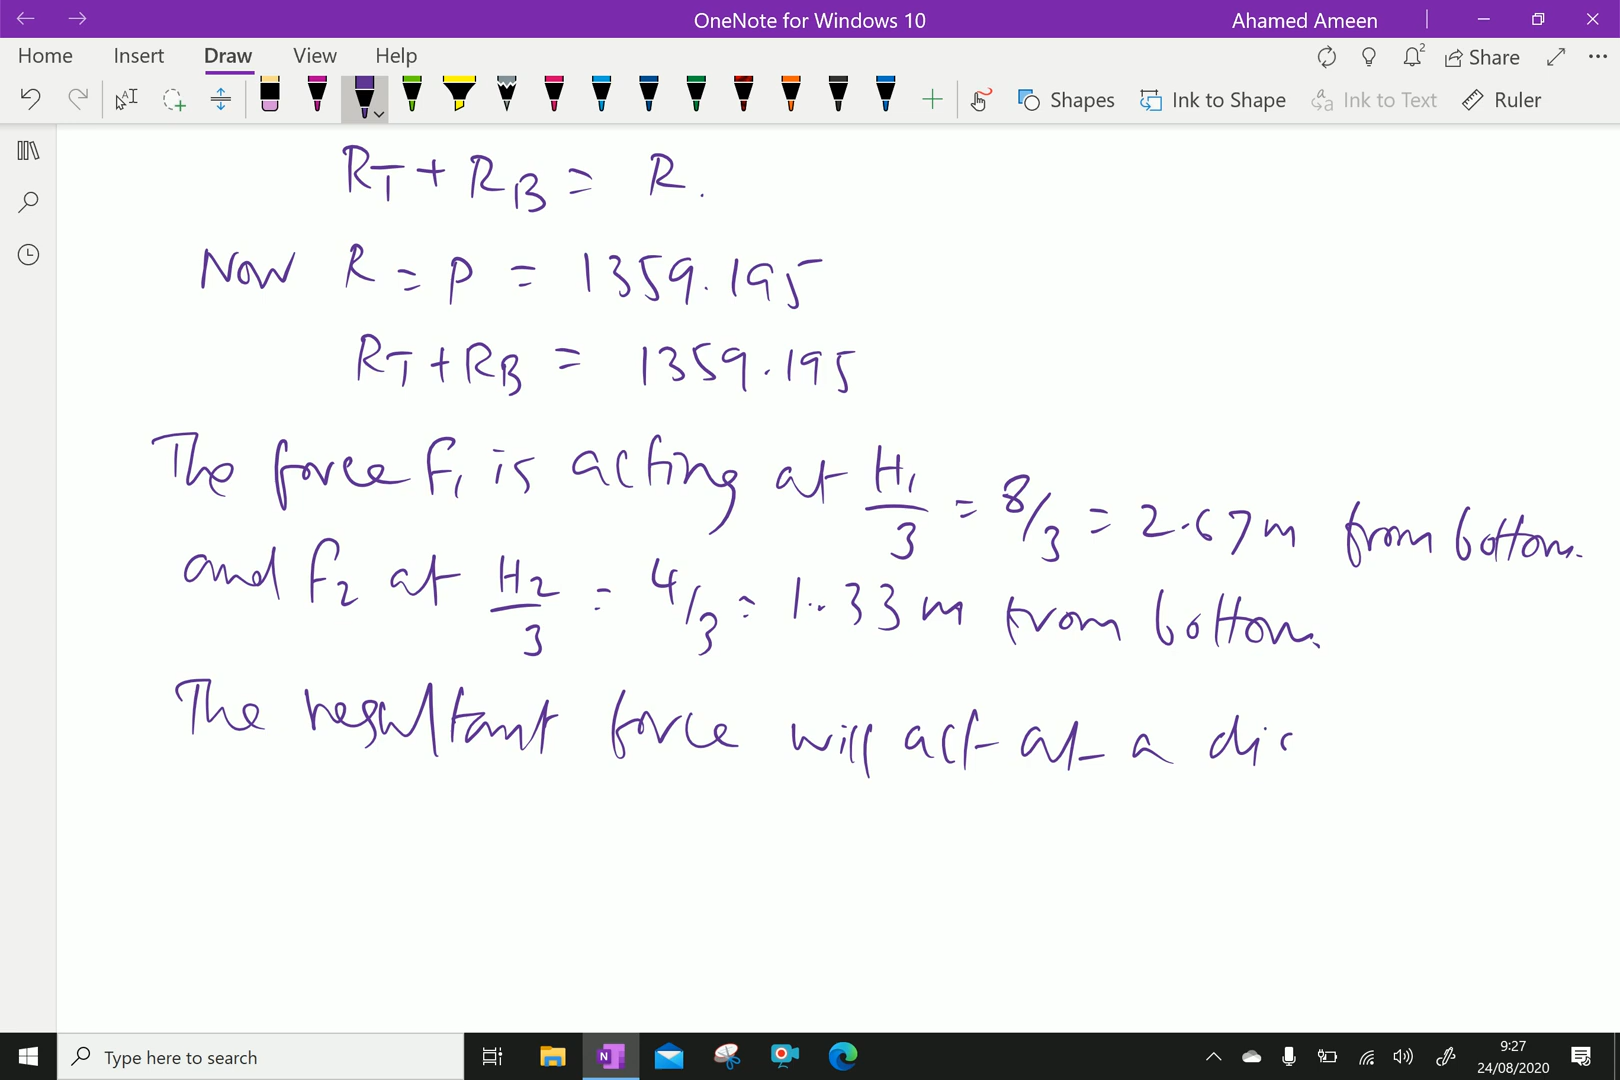 OneNote for Windows 10
Ahamed Ameen
Home Insert Draw View Help
2 Share
Shapes Ink to Shape Ink to Text Ruler
RT + RB = R.
Now R = P = 1359.195
RT + RB = 1359.195
The force F1 is acting at H1/3 = 8/3 = 2.67m from bottom.
and F2 at H2/3 = 4/3 = 1.33 m from bottom.
The resultant force will act at a dis
Type here to search
9:27
24/08/2020